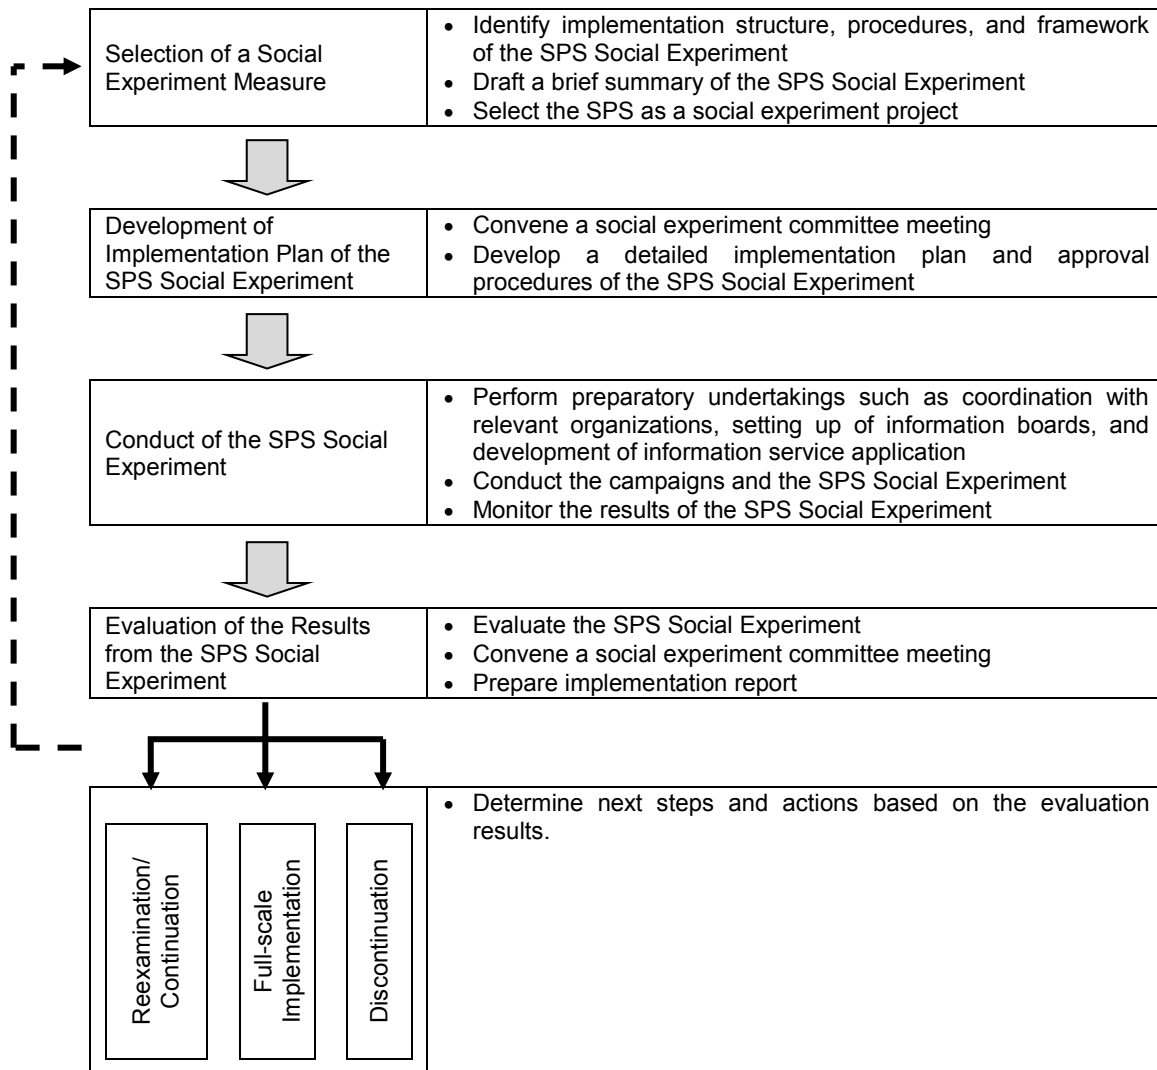 Selection of a Social
Experiment Measure
• Identify implementation structure, procedures, and framework
of the SPS Social Experiment
• Draft a brief summary of the SPS Social Experiment
• Select the SPS as a social experiment project
Development of
Implementation Plan of the
SPS Social Experiment
• Convene a social experiment committee meeting
• Develop a detailed implementation plan and approval
procedures of the SPS Social Experiment
Conduct of the SPS Social
Experiment
• Perform preparatory undertakings such as coordination with
relevant organizations, setting up of information boards, and
development of information service application
• Conduct the campaigns and the SPS Social Experiment
• Monitor the results of the SPS Social Experiment
Evaluation of the Results
from the SPS Social
Experiment
• Evaluate the SPS Social Experiment
• Convene a social experiment committee meeting
• Prepare implementation report
Reexamination/
Continuation
Full-scale
Implementation
Discontinuation
• Determine next steps and actions based on the evaluation
results.